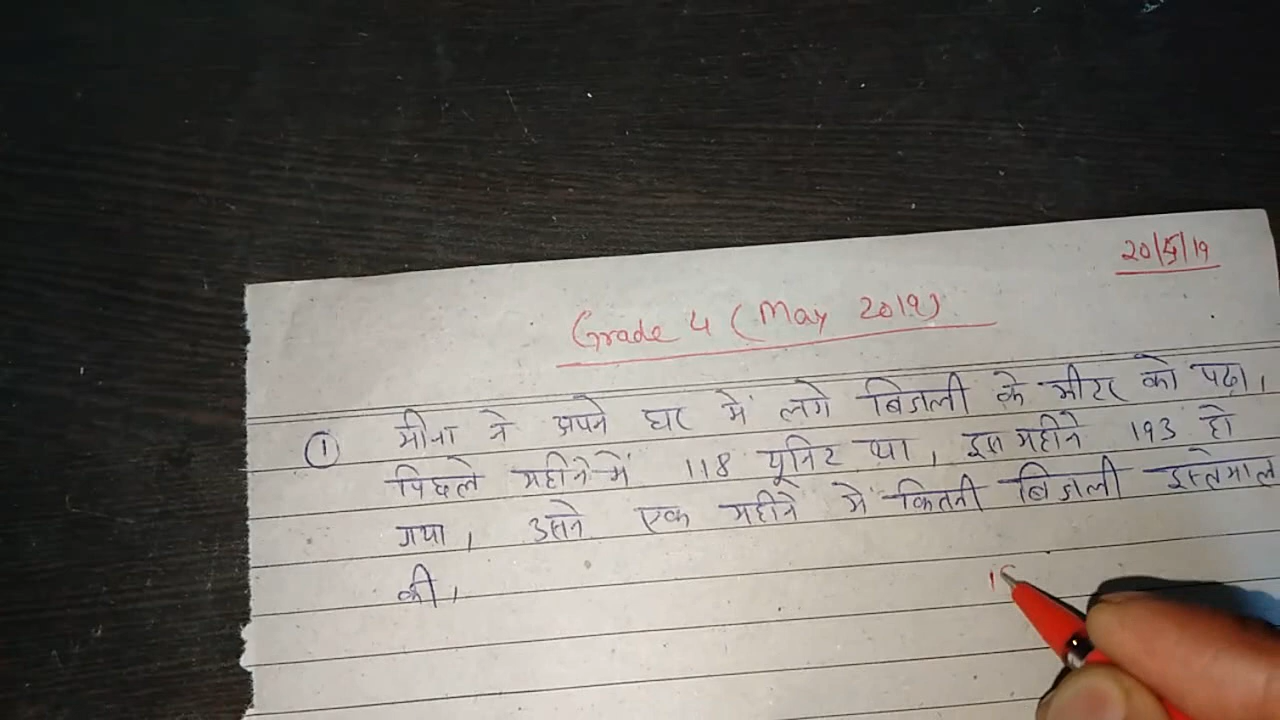 20/5/19
Grade 4 (May 2019)
① मीना ने अपने घर में लगे बिजली के मीटर को पढ़ा।
पिछले महीने में 118 यूनिट था, इस महीने 193 हो
गया। उसने एक महीने में कितनी बिजली इस्तेमाल
की।